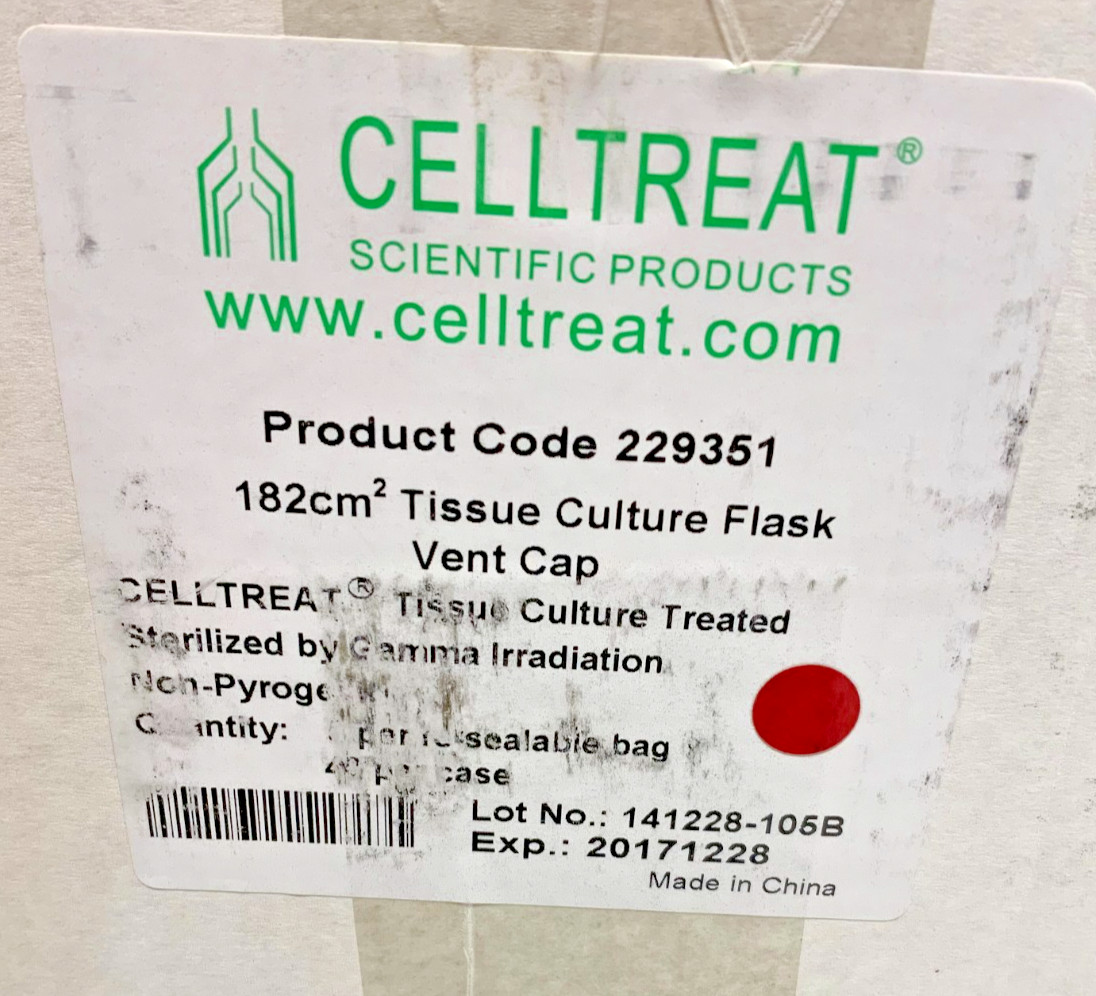 CELLTREAT®
SCIENTIFIC PRODUCTS
www.celltreat.com
Product Code 229351
182cm² Tissue Culture Flask
Vent Cap
CELLTREAT® Tissue Culture Treated
Sterilized by Gamma Irradiation
Quantity: per bag
per case
Lot No.: 141228-105B
Exp.: 20171228
Made in China